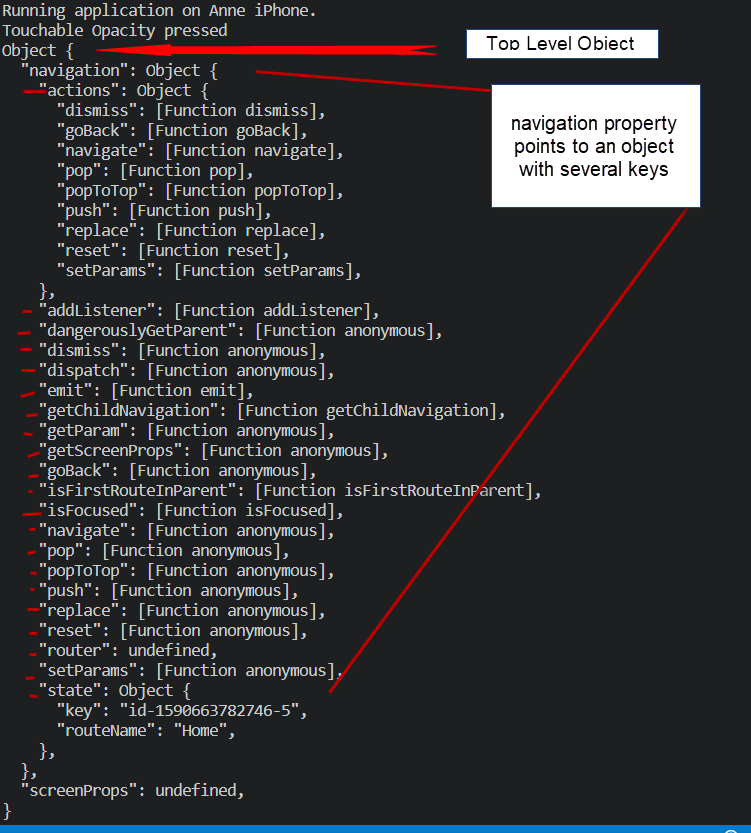 Running application on Anne iPhone.
Touchable Opacity pressed
Object {
Top Level Object
  "navigation": Object {
    "actions": Object {
      "dismiss": [Function dismiss],
      "goBack": [Function goBack],
      "navigate": [Function navigate],
      "pop": [Function pop],
      "popToTop": [Function popToTop],
      "push": [Function push],
      "replace": [Function replace],
      "reset": [Function reset],
      "setParams": [Function setParams],
    },
navigation property
points to an object
with several keys
    "addListener": [Function addListener],
    "dangerouslyGetParent": [Function anonymous],
    "dismiss": [Function anonymous],
    "dispatch": [Function anonymous],
    "emit": [Function emit],
    "getChildNavigation": [Function getChildNavigation],
    "getParam": [Function anonymous],
    "getScreenProps": [Function anonymous],
    "goBack": [Function anonymous],
    "isFirstRouteInParent": [Function isFirstRouteInParent],
    "isFocused": [Function isFocused],
    "navigate": [Function anonymous],
    "pop": [Function anonymous],
    "popToTop": [Function anonymous],
    "push": [Function anonymous],
    "replace": [Function anonymous],
    "reset": [Function anonymous],
    "router": undefined,
    "setParams": [Function anonymous],
    "state": Object {
      "key": "id-1590663782746-5",
      "routeName": "Home",
    },
  },
  "screenProps": undefined,
}